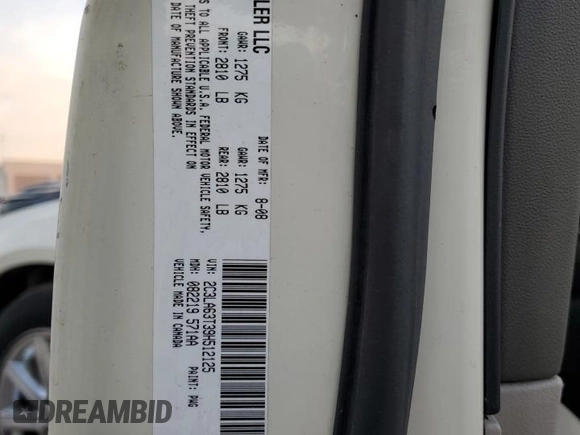 LER LLC
DATE OF MFR: 8-08
GAWR: 1275 KG
FRONT: 2810 LB
GAWR: 1275 KG
REAR: 2810 LB
S TO ALL APPLICABLE U.S.A. FEDERAL MOTOR VEHICLE SAFETY,
THEFT PREVENTION STANDARDS IN EFFECT ON
DATE OF MANUFACTURE SHOWN ABOVE.
VIN: 2C3LA63T39H512125
MDH: 082219 571AA
PAINT: PWG
VEHICLE MADE IN CANADA
DREAMBID